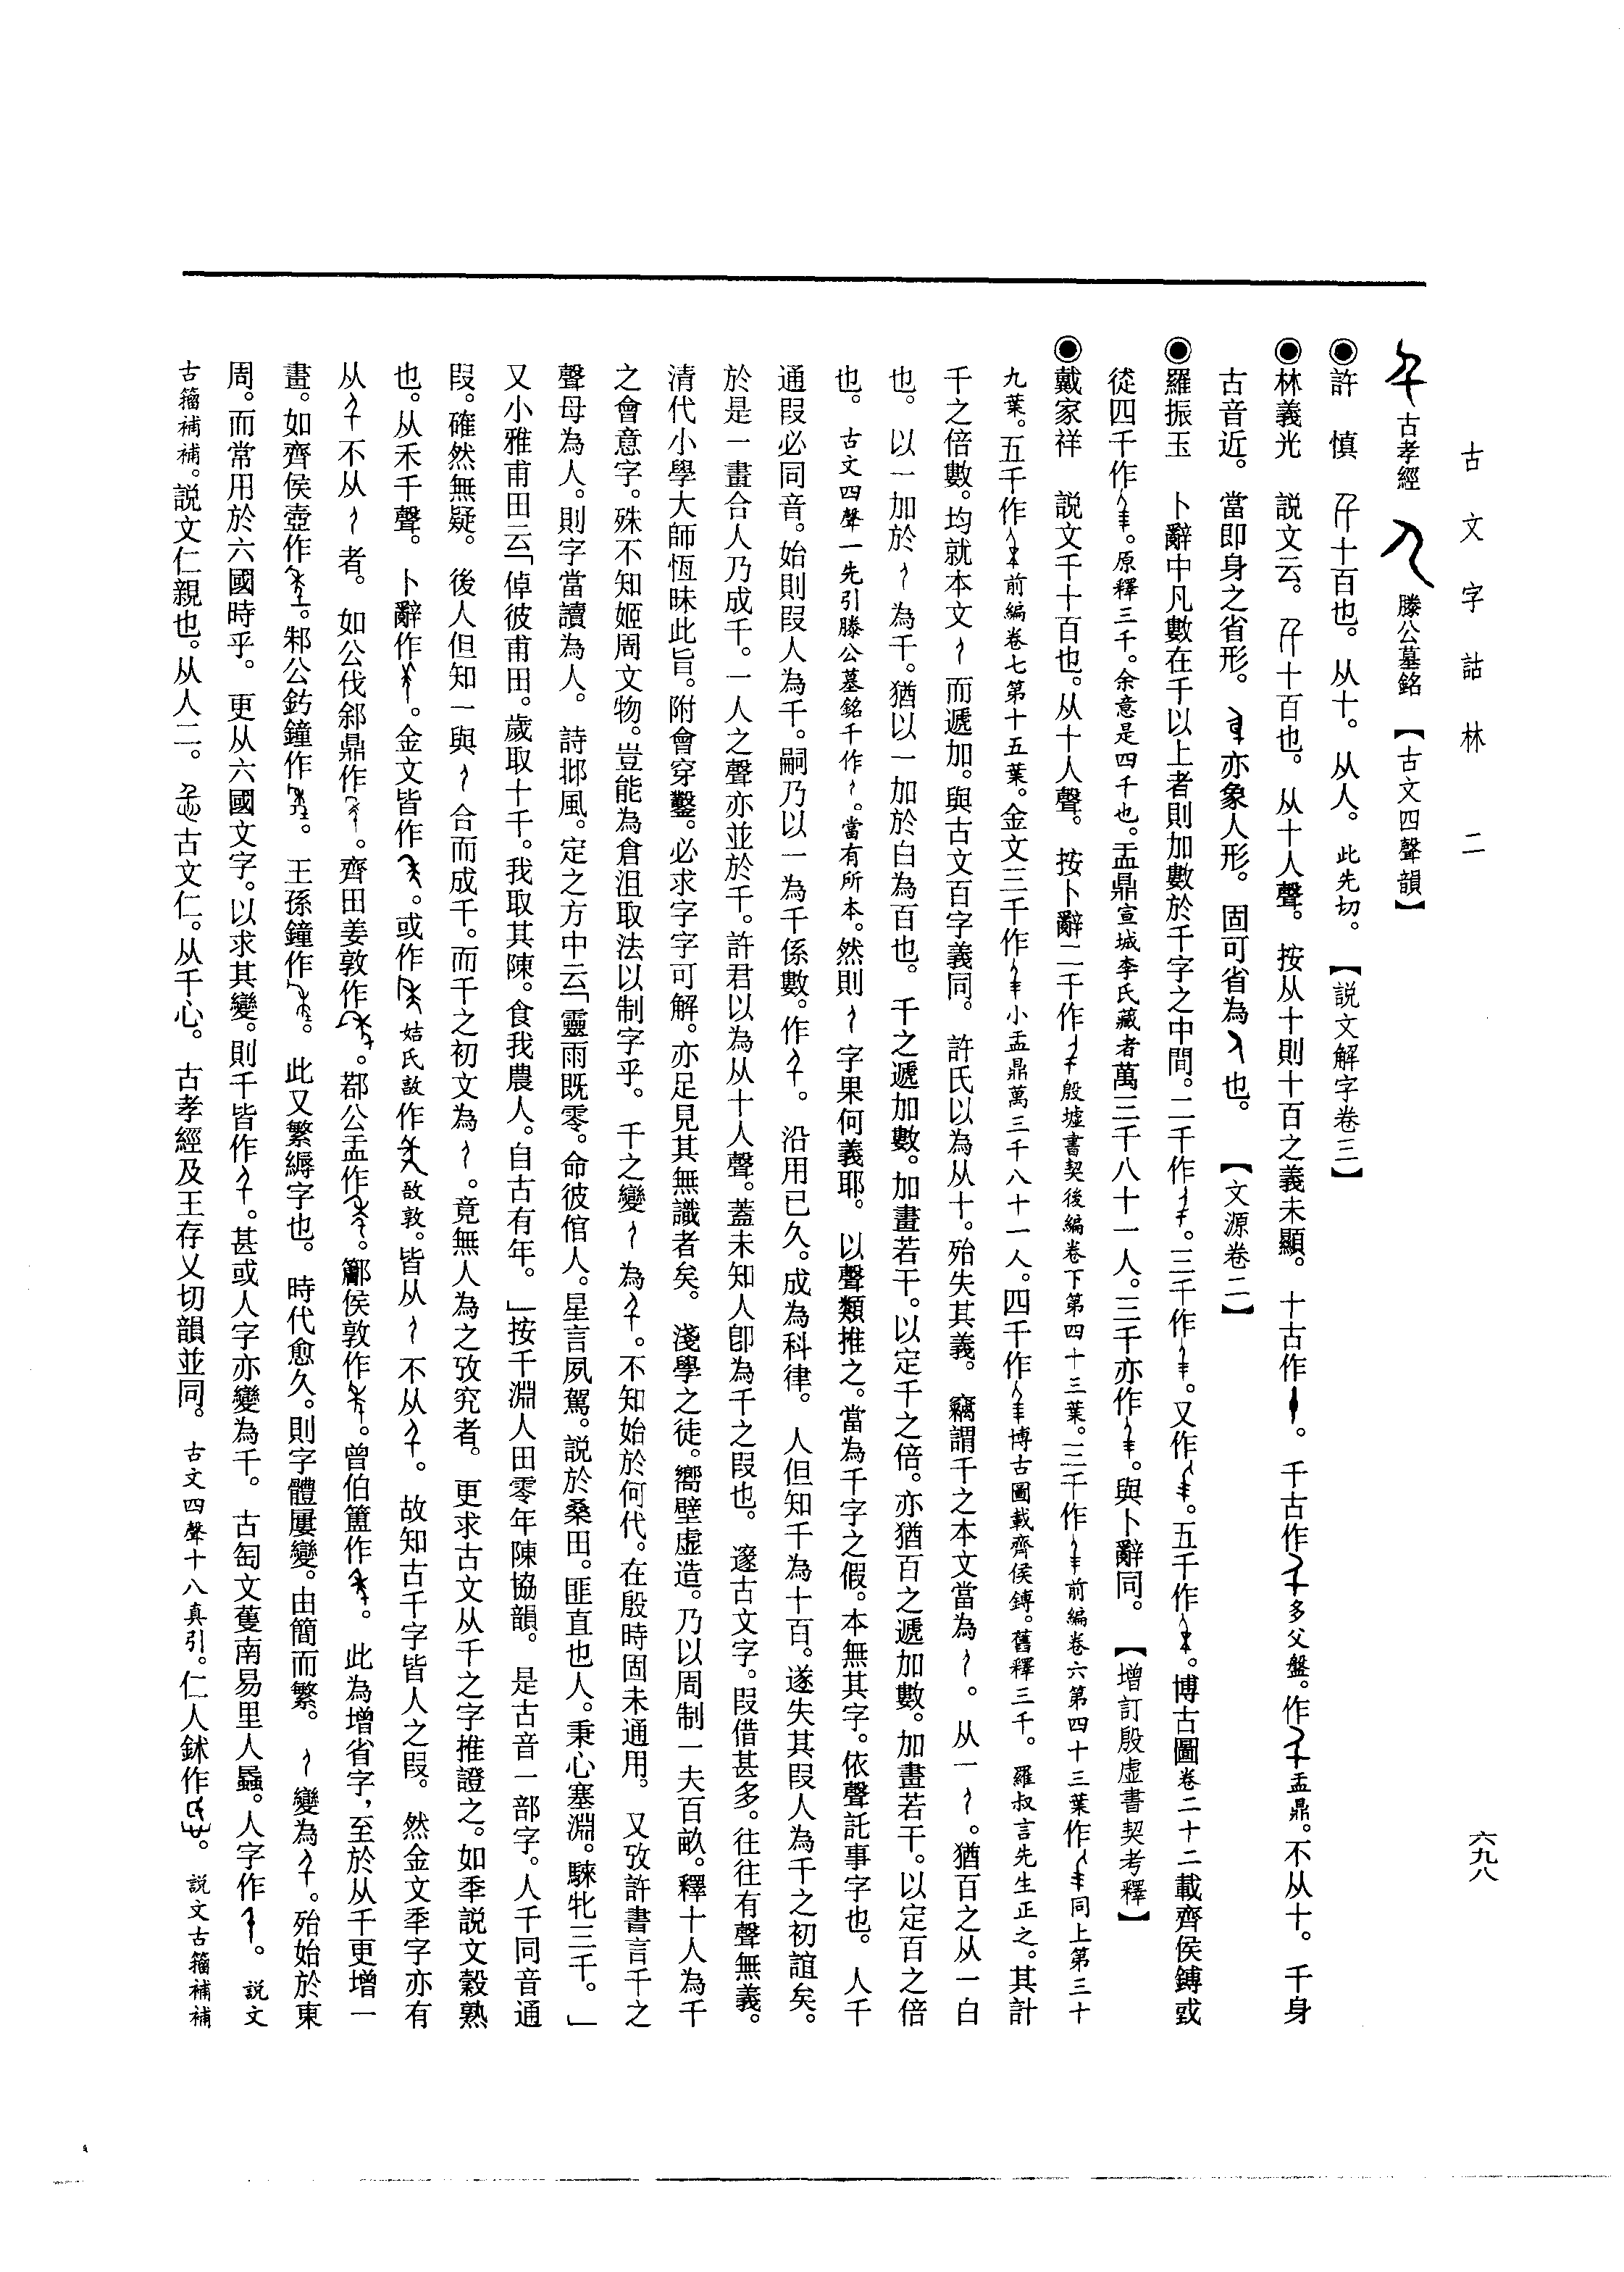 古文字詁林 二
六九八
古孝經 滕公墓銘 【古文四聲韻】
◉許 慎 十百也。从十。从人。此先切。【說文解字卷三】
◉林義光 說文云。十百也。从十人聲。按从十則十百之義未顯。十古作。千古作多父盤。作盂鼎。不从十。千身
古音近。當即身之省形。亦象人形。固可省為也。【文源卷二】
◉羅振玉 卜辭中凡數在千以上者則加數於千字之中間。二千作。三千作。又作。五千作。博古圖卷二十二載齊侯鎛或
從四千作。原釋三千。余意是四千也。盂鼎宣城李氏藏者萬三千八十一人。三千亦作。與卜辭同。【增訂殷虛書契考釋】
◉戴家祥 說文千十百也。从十人聲。按卜辭二千作殷墟書契後編卷下第四十三葉。三千作前編卷六第四十三葉作同上第三十
九葉。五千作前編卷七第十五葉。金文三千作小盂鼎萬三千八十一人。四千作博古圖載齊侯鎛。舊釋三千。羅叔言先生正之。其計
千之倍數。均就本文而遞加。與古文百字義同。許氏以為从十。殆失其義。竊謂千之本文當為。从一。猶百之从一白
也。以一加於為千。猶以一加於白為百也。千之遞加數。加畫若干。以定千之倍。亦猶百之遞加數。加畫若干。以定百之倍
也。古文四聲一先引滕公墓銘千作。當有所本。然則字果何義耶。以聲類推之。當為千字之假。本無其字。依聲託事字也。人千
通叚必同音。始則叚人為千。嗣乃以一為千係數。作。沿用已久。成為科律。人但知千為十百。遂失其叚人為千之初誼矣。
於是一畫合人乃成千。一人之聲亦並於千。許君以為从十人聲。蓋未知人卽為千之叚也。邃古文字。叚借甚多。往往有聲無義。
清代小學大師恆昧此旨。附會穿鑿。必求字字可解。亦足見其無識者矣。淺學之徒。嚮壁虛造。乃以周制一夫百畝。釋十人為千
之會意字。殊不知姬周文物。豈能為倉沮取法以制字乎。千之變為。不知始於何代。在殷時固未通用。又攷許書言千之
聲母為人。則字當讀為人。詩邶風。定之方中云「靈雨既零。命彼倌人。星言夙駕。說於桑田。匪直也人。秉心塞淵。騋牝三千。」
又小雅甫田云「倬彼甫田。歲取十千。我取其陳。食我農人。自古有年。」按千淵人田零年陳協韻。是古音一部字。人千同音通
叚。確然無疑。後人但知一與合而成千。而千之初文為。竟無人為之攷究者。更求古文从千之字推證之。如秊說文穀熟
也。从禾千聲。卜辭作。金文皆作。或作姞氏𣪘作敔敦。皆从不从。故知古千字皆人之叚。然金文秊字亦有
从不从者。如公伐郐鼎作。齊田姜敦作。鄀公盂作。鄘侯敦作。曾伯簠作。此為增省字，至於从千更增一
畫。如齊侯壺作。邾公釛鐘作。王孫鐘作。此又繁縟字也。時代愈久。則字體屢變。由簡而繁。變為。殆始於東
周。而常用於六國時乎。更从六國文字。以求其變。則千皆作。甚或人字亦變為千。古匋文蒦南昜里人蟲。人字作。說文
古籀補補。說文仁親也。从人二。古文仁。从千心。古孝經及王存乂切韻並同。古文四聲十八真引。仁人鉥作。說文古籀補補